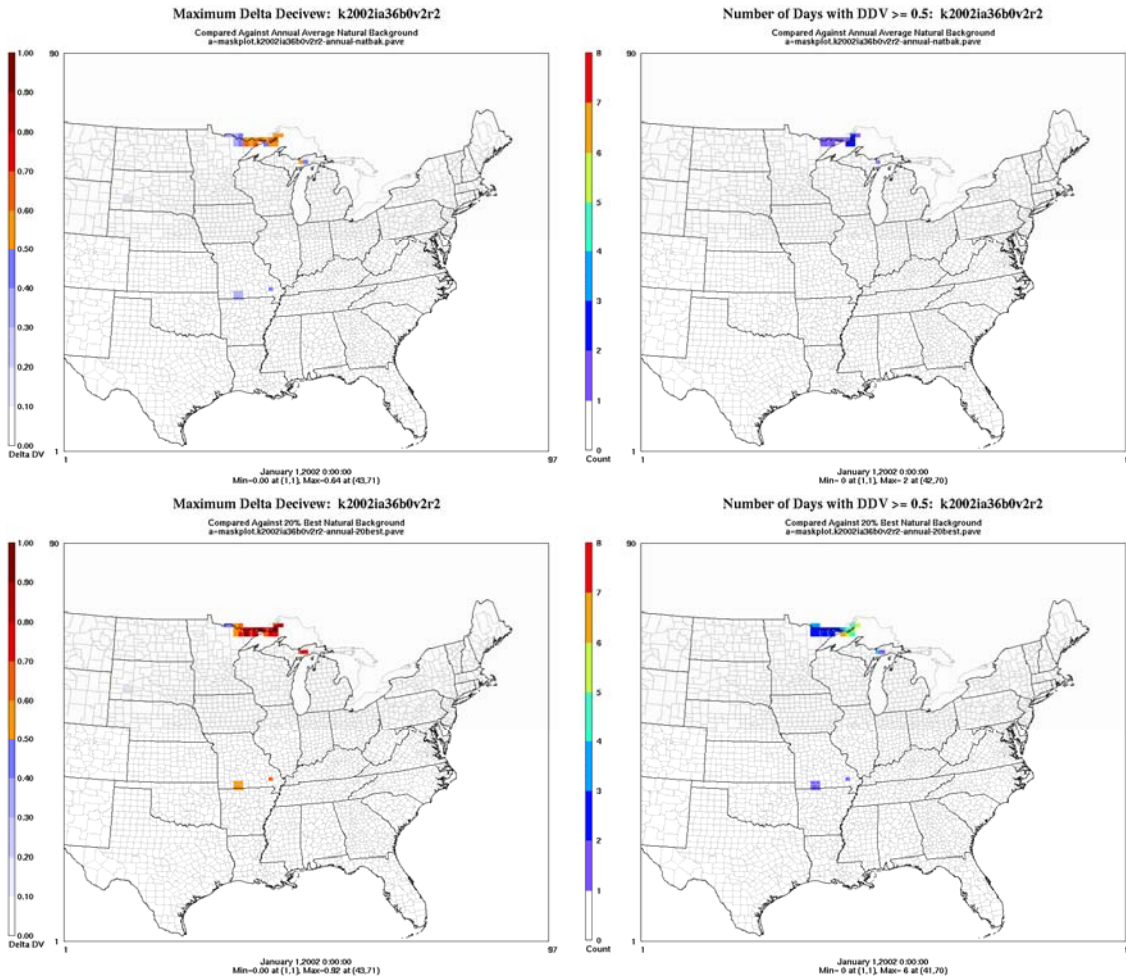 Maximum Delta Decivew: k2002ia36b0v2r2
Compared Against Annual Average Natural Background
a=maskplot.k2002ia36b0v2r2-annual-natbak.pave
1.00
0.90
0.80
0.70
0.60
0.50
0.40
0.30
0.20
0.10
0.00
Delta DV
90
1
1
97
January 1,2002 0:00:00
Min=0.00 at (1,1), Max=0.64 at (43,71)
Number of Days with DDV >= 0.5: k2002ia36b0v2r2
Compared Against Annual Average Natural Background
a=maskplot.k2002ia36b0v2r2-annual-natbak.pave
8
7
6
5
4
3
2
1
0
Count
90
1
1
January 1,2002 0:00:00
Min= 0 at (1,1), Max= 2 at (42,70)
Maximum Delta Decivew: k2002ia36b0v2r2
Compared Against 20% Best Natural Background
a=maskplot.k2002ia36b0v2r2-annual-20best.pave
1.00
0.90
0.80
0.70
0.60
0.50
0.40
0.30
0.20
0.10
0.00
Delta DV
90
1
1
97
January 1,2002 0:00:00
Min=0.00 at (1,1), Max=0.92 at (43,71)
Number of Days with DDV >= 0.5: k2002ia36b0v2r2
Compared Against 20% Best Natural Background
a=maskplot.k2002ia36b0v2r2-annual-20best.pave
8
7
6
5
4
3
2
1
0
Count
90
1
1
January 1,2002 0:00:00
Min= 0 at (1,1), Max= 6 at (41,70)